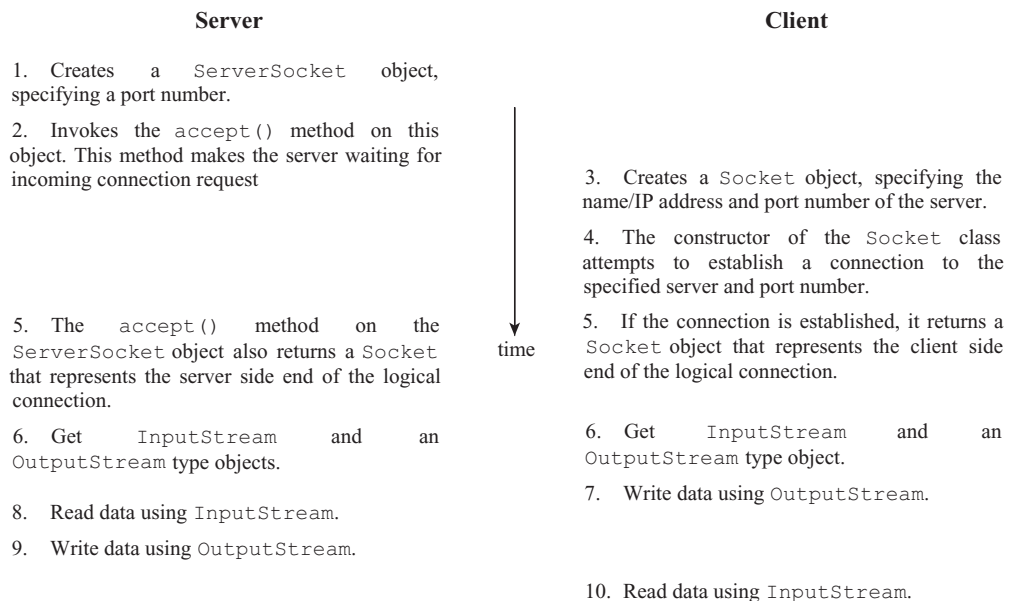 Server
1. Creates a ServerSocket object,
specifying a port number.
2. Invokes the accept() method on this
object. This method makes the server waiting for
incoming connection request
5. The accept() method on the
ServerSocket object also returns a Socket
that represents the server side end of the logical
connection.
6. Get InputStream and an
OutputStream type objects.
8. Read data using InputStream.
9. Write data using OutputStream.
time
Client
3. Creates a Socket object, specifying the
name/IP address and port number of the server.
4. The constructor of the Socket class
attempts to establish a connection to the
specified server and port number.
5. If the connection is established, it returns a
Socket object that represents the client side
end of the logical connection.
6. Get InputStream and an
OutputStream type object.
7. Write data using OutputStream.
10. Read data using InputStream.